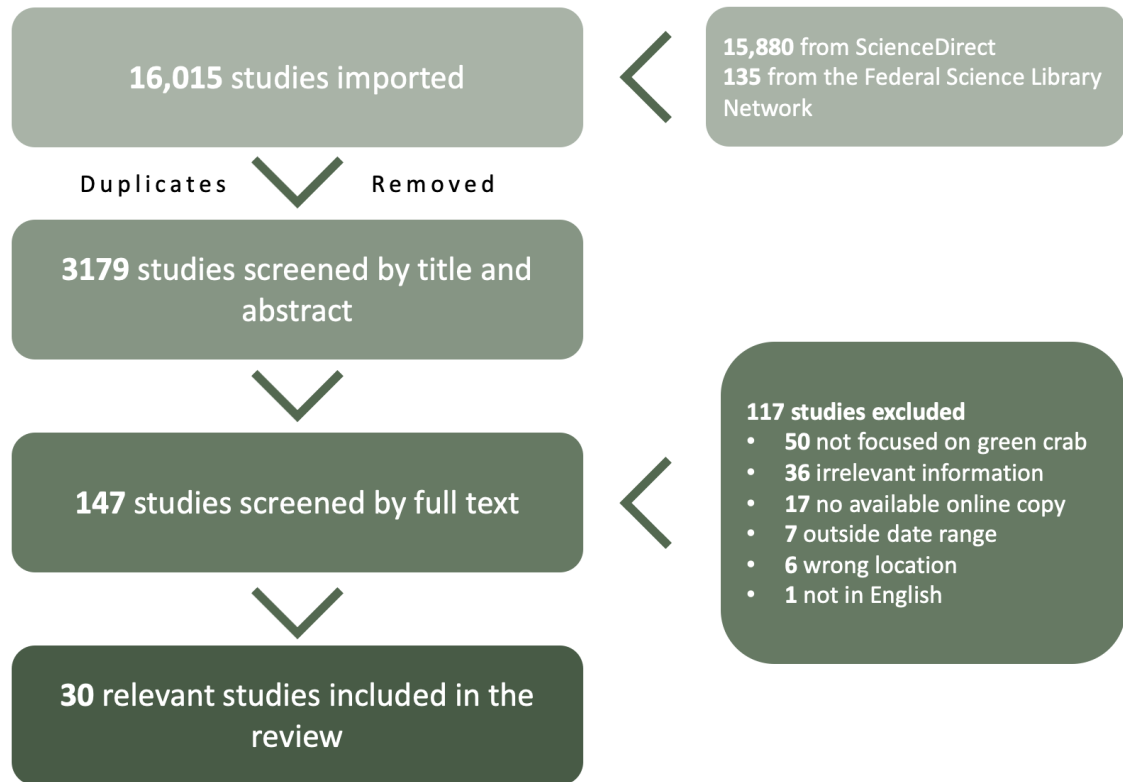 16,015 studies imported
15,880 from ScienceDirect
135 from the Federal Science Library
Network
Duplicates Removed
3179 studies screened by title and
abstract
147 studies screened by full text
117 studies excluded
• 50 not focused on green crab
• 36 irrelevant information
• 17 no available online copy
• 7 outside date range
• 6 wrong location
• 1 not in English
30 relevant studies included in the
review